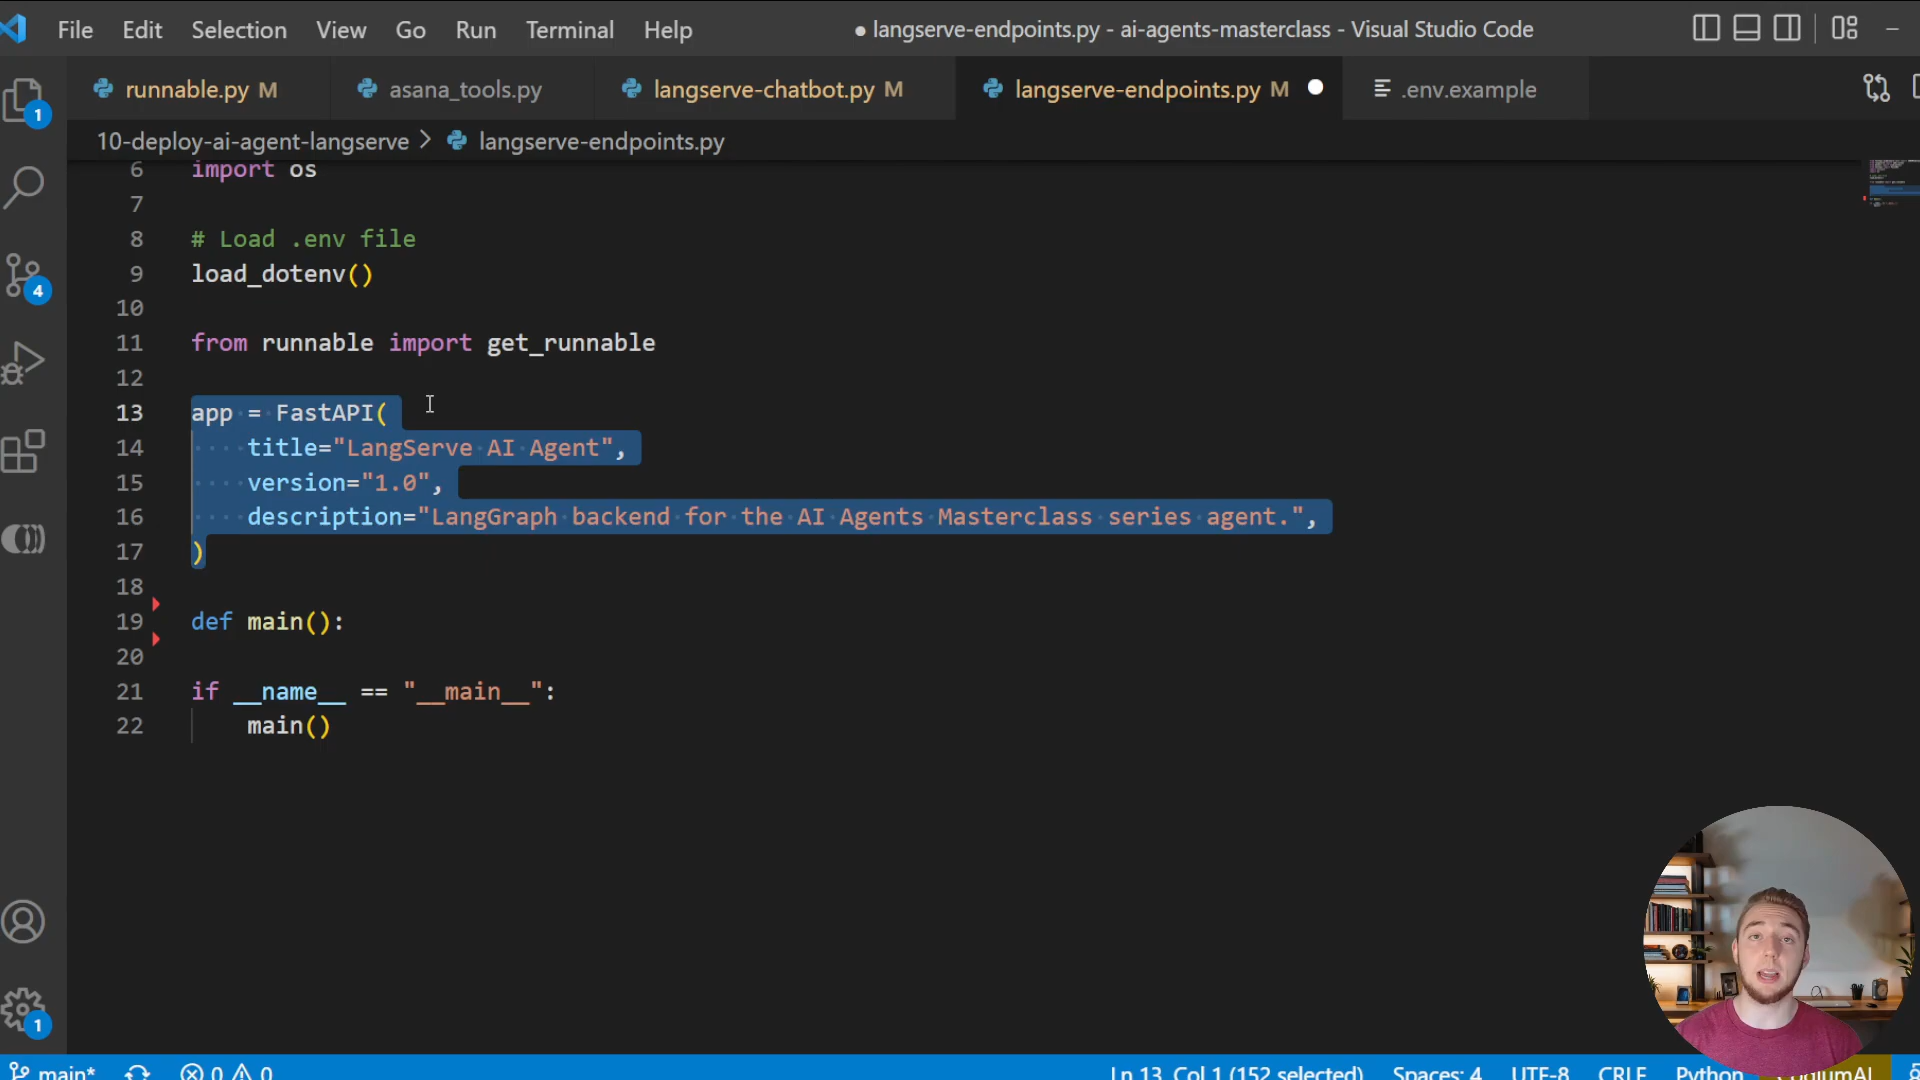 File Edit Selection View Go Run Terminal Help
● langserve-endpoints.py - ai-agents-masterclass - Visual Studio Code
runnable.py M
asana_tools.py
langserve-chatbot.py M
langserve-endpoints.py M
.env.example
10-deploy-ai-agent-langserve > langserve-endpoints.py
6 import os
7
8 # Load .env file
9 load_dotenv()
10
11 from runnable import get_runnable
12
13 app = FastAPI(
14 title="LangServe AI Agent",
15 version="1.0",
16 description="LangGraph backend for the AI Agents Masterclass series agent.",
17 )
18
19 def main():
20
21 if __name__ == "__main__":
22 main()
1
4
1
main* 0 0 Ln 13, Col 1 (152 selected) Spaces: 4 UTF-8 CRLF Python